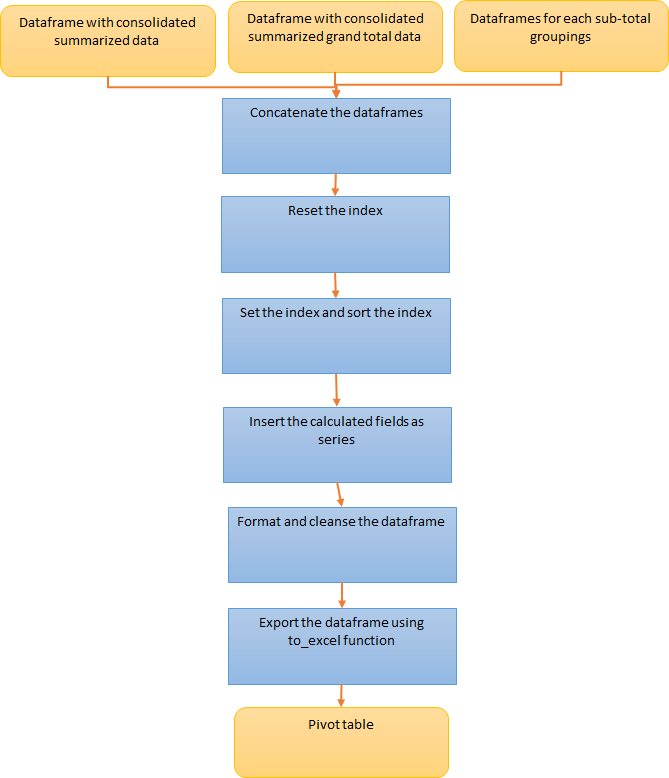 Dataframe with consolidated
summarized data
Dataframe with consolidated
summarized grand total data
Dataframes for each sub-total
groupings
Concatenate the dataframes
Reset the index
Set the index and sort the index
Insert the calculated fields as
series
Format and cleanse the dataframe
Export the dataframe using
to_excel function
Pivot table